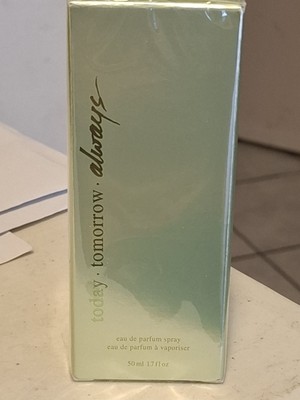 today · tomorrow · always
eau de parfum spray
eau de parfum à vaporiser
50 ml 1.7 fl oz